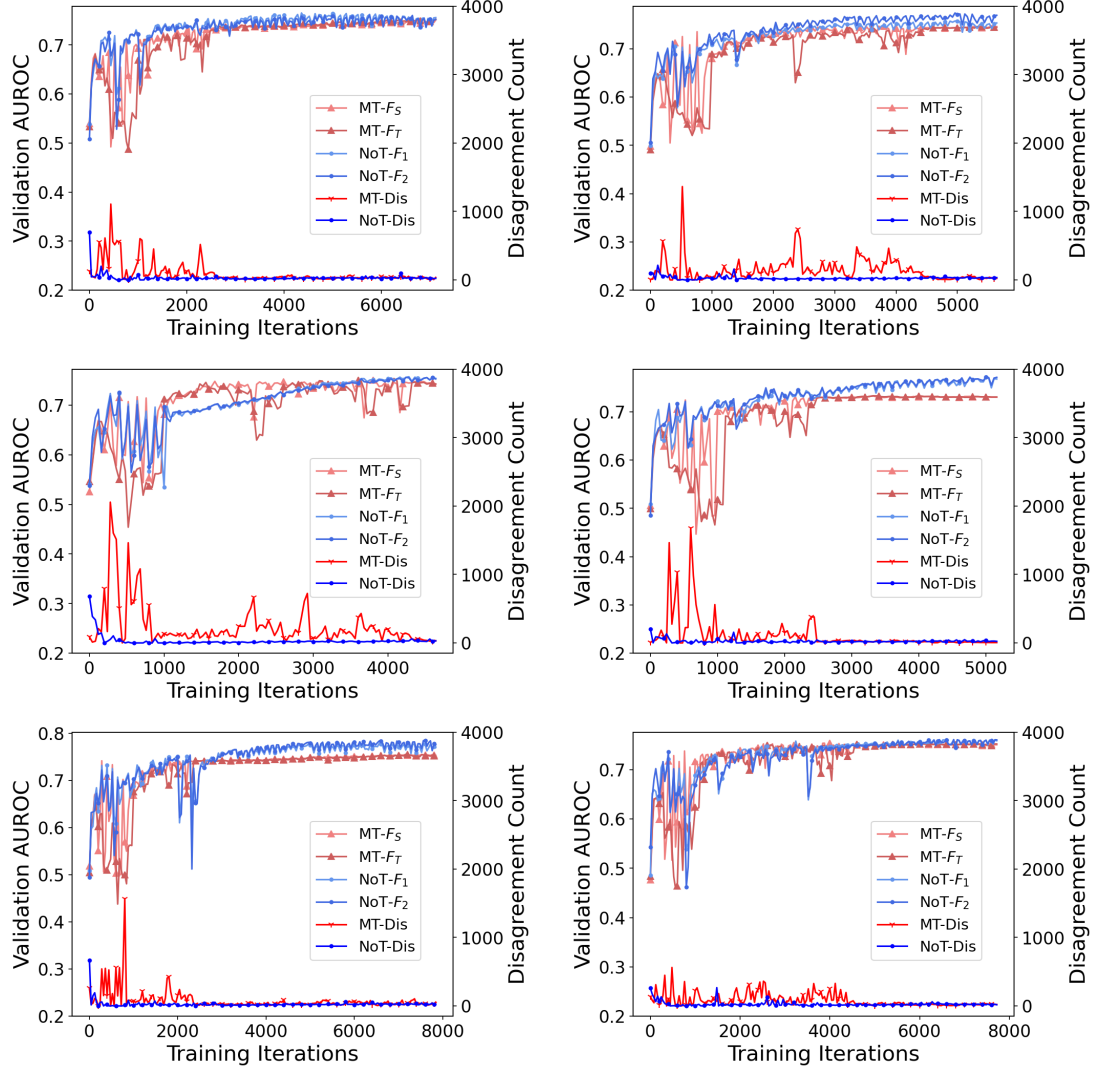 0.7
0.6
0.5
0.4
0.3
0.2
Validation AUROC
4000
3000
2000
1000
0
Disagreement Count
MT-F_S
MT-F_T
NoT-F_1
NoT-F_2
MT-Dis
NoT-Dis
0 2000 4000 6000
Training Iterations
0.7
0.6
0.5
0.4
0.3
0.2
Validation AUROC
4000
3000
2000
1000
0
Disagreement Count
MT-F_S
MT-F_T
NoT-F_1
NoT-F_2
MT-Dis
NoT-Dis
0 1000 2000 3000 4000 5000
Training Iterations
0.7
0.6
0.5
0.4
0.3
0.2
Validation AUROC
4000
3000
2000
1000
0
Disagreement Count
MT-F_S
MT-F_T
NoT-F_1
NoT-F_2
MT-Dis
NoT-Dis
0 1000 2000 3000 4000
Training Iterations
0.7
0.6
0.5
0.4
0.3
0.2
Validation AUROC
4000
3000
2000
1000
0
Disagreement Count
MT-F_S
MT-F_T
NoT-F_1
NoT-F_2
MT-Dis
NoT-Dis
0 1000 2000 3000 4000 5000
Training Iterations
0.8
0.7
0.6
0.5
0.4
0.3
0.2
Validation AUROC
4000
3000
2000
1000
0
Disagreement Count
MT-F_S
MT-F_T
NoT-F_1
NoT-F_2
MT-Dis
NoT-Dis
0 2000 4000 6000 8000
Training Iterations
0.7
0.6
0.5
0.4
0.3
0.2
Validation AUROC
4000
3000
2000
1000
0
Disagreement Count
MT-F_S
MT-F_T
NoT-F_1
NoT-F_2
MT-Dis
NoT-Dis
0 2000 4000 6000 8000
Training Iterations